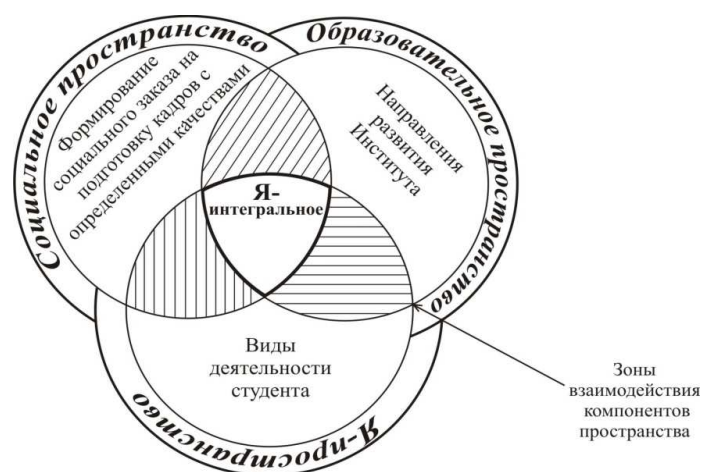 Социальное пространство
Формирование
социального заказа на
подготовку кадров с
определенными качествами
Образовательное пространство
Направления
развития
Института
Я-
интегральное
Виды
деятельности
студента
Я-пространство
Зоны
взаимодействия
компонентов
пространства